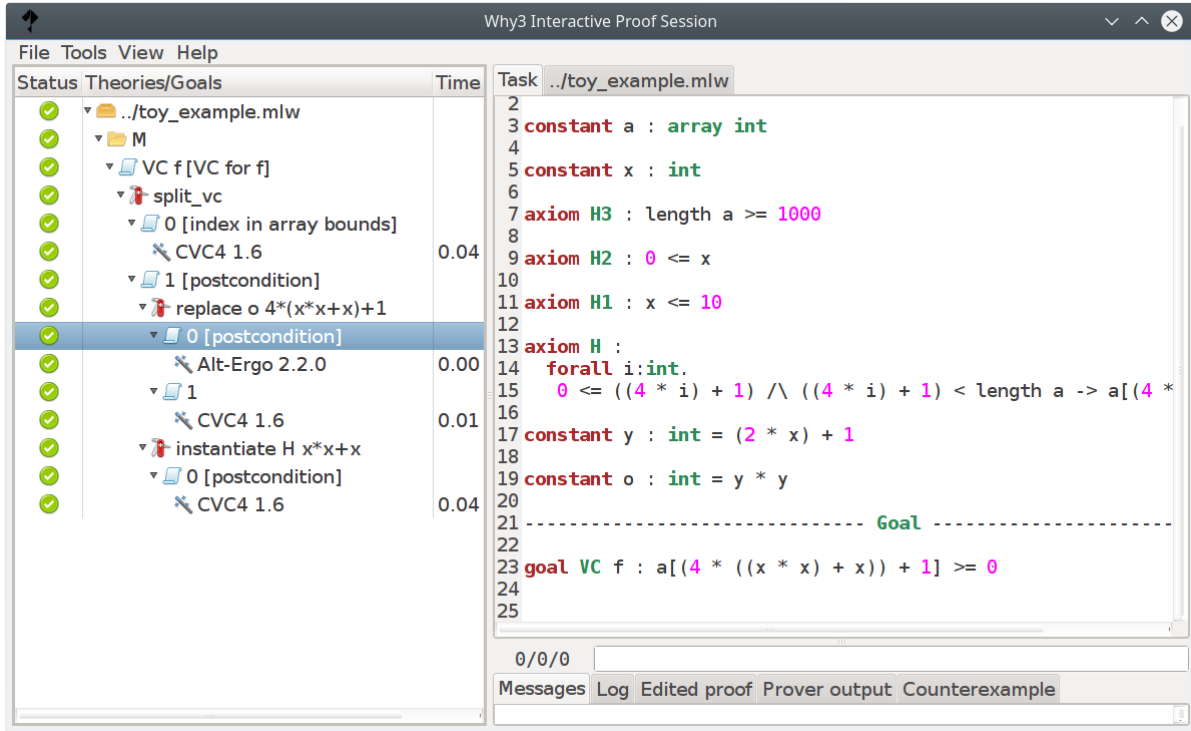 Why3 Interactive Proof Session
File Tools View Help
Status Theories/Goals Time
../toy_example.mlw
M
VC f [VC for f]
split_vc
0 [index in array bounds]
CVC4 1.6 0.04
1 [postcondition]
replace o 4*(x*x+x)+1
0 [postcondition]
Alt-Ergo 2.2.0 0.00
1
CVC4 1.6 0.01
instantiate H x*x+x
0 [postcondition]
CVC4 1.6 0.04
Task ../toy_example.mlw
2
3 constant a : array int
4
5 constant x : int
6
7 axiom H3 : length a >= 1000
8
9 axiom H2 : 0 <= x
10
11 axiom H1 : x <= 10
12
13 axiom H :
14 forall i:int.
15 0 <= ((4 * i) + 1) /\ ((4 * i) + 1) < length a -> a[(4 *
16
17 constant y : int = (2 * x) + 1
18
19 constant o : int = y * y
20
21 ------------------------------ Goal ---------------------
22
23 goal VC f : a[(4 * ((x * x) + x)) + 1] >= 0
24
25
0/0/0
Messages Log Edited proof Prover output Counterexample